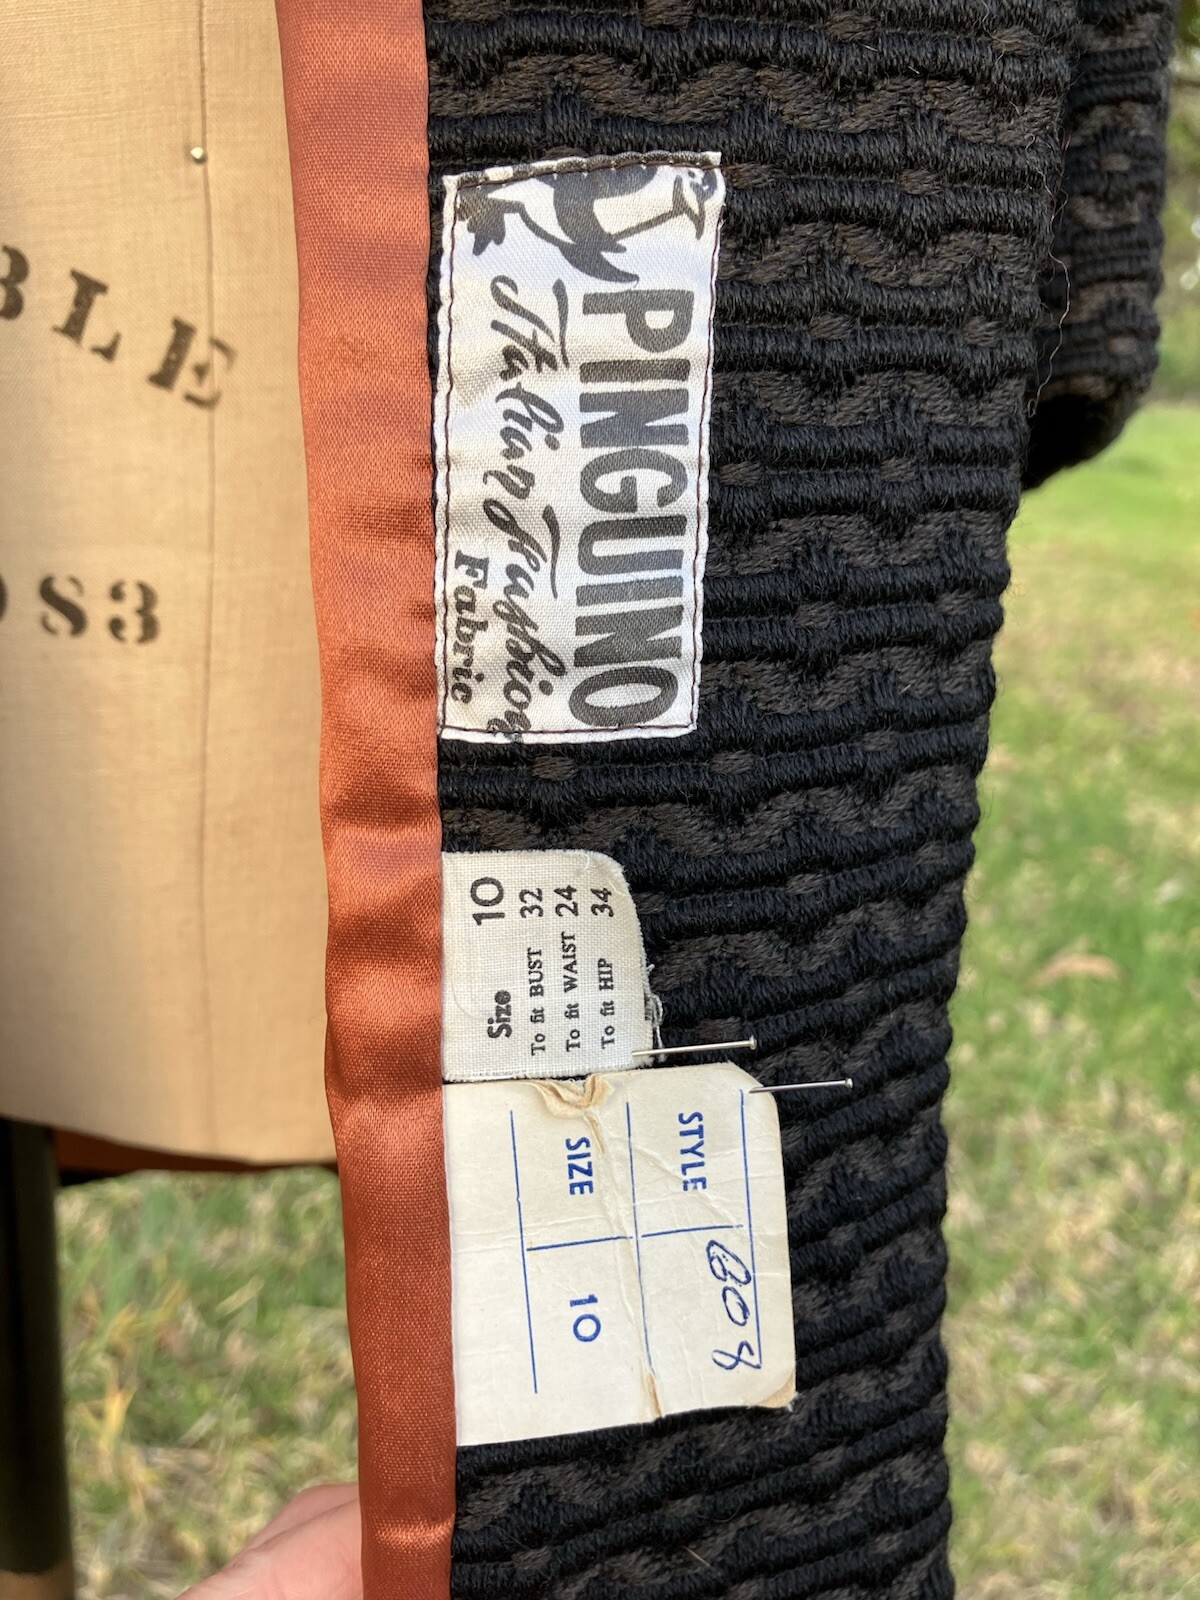 BLE
083
PINGUINO
Italian Fashion
Fabric
Size 10
To fit BUST 32
To fit WAIST 24
To fit HIP 34
STYLE 808
SIZE 10